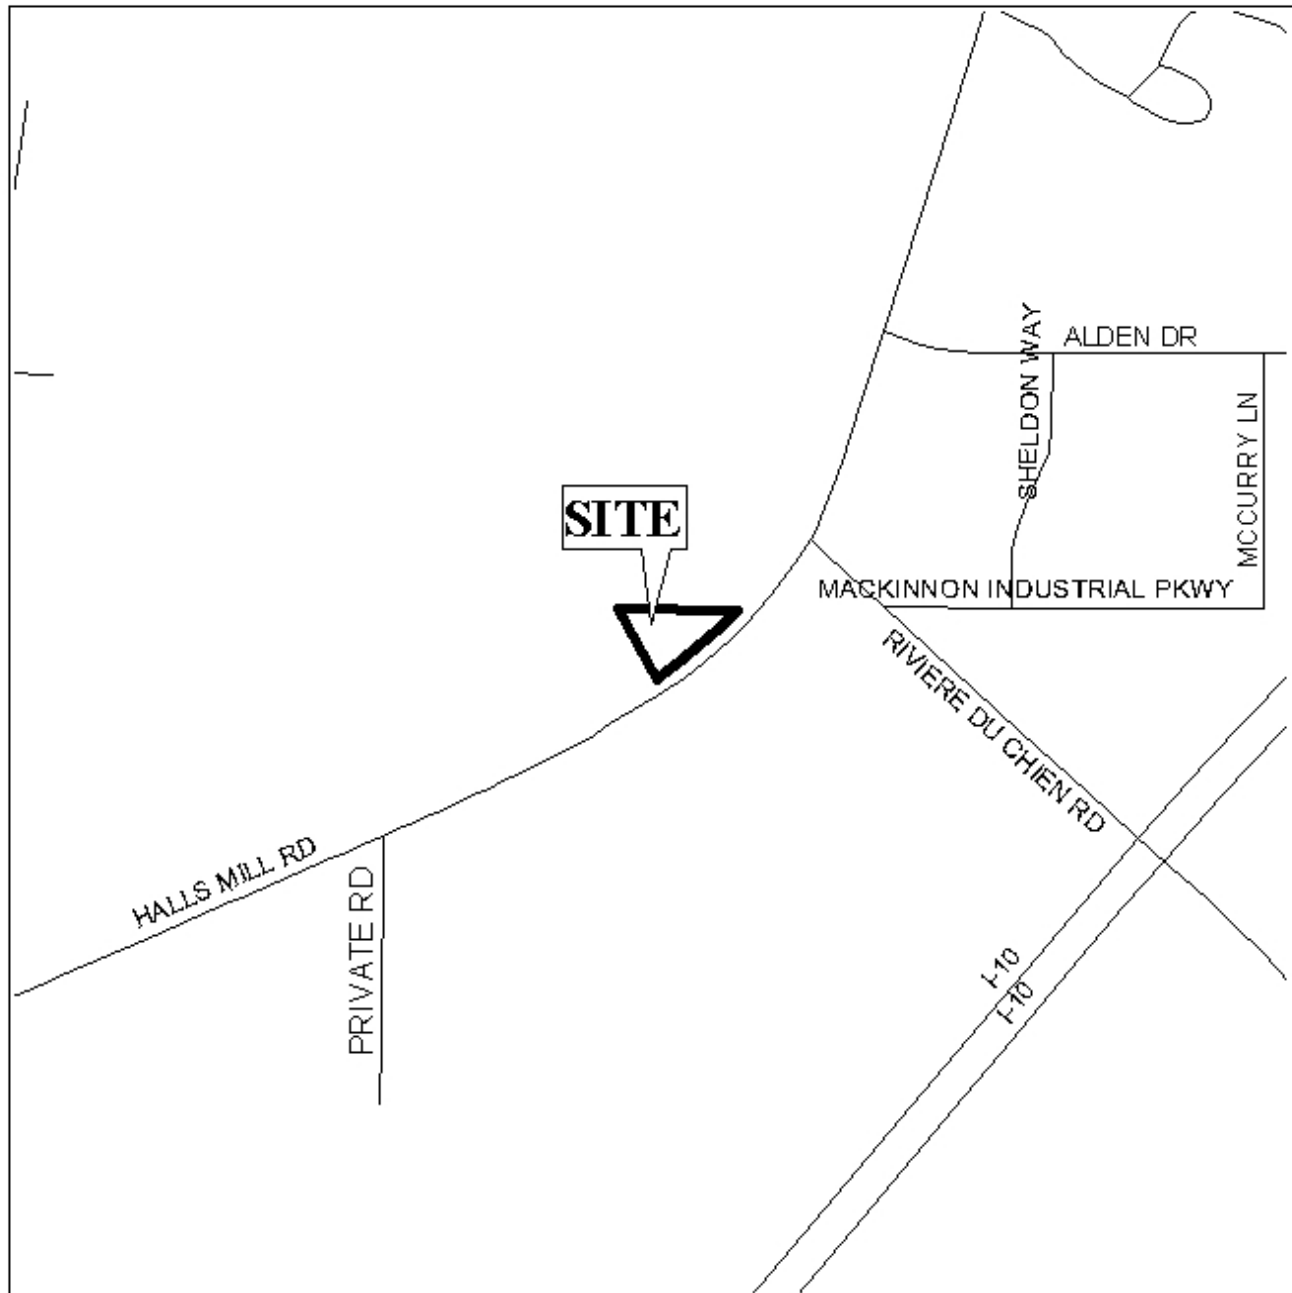 ALDEN DR
SHELDON WAY
MCCURRY LN
SITE
MACKINNON INDUSTRIAL PKWY
RIVIERE DU CHIEN RD
HALLS MILL RD
PRIVATE RD
I-10
I-10